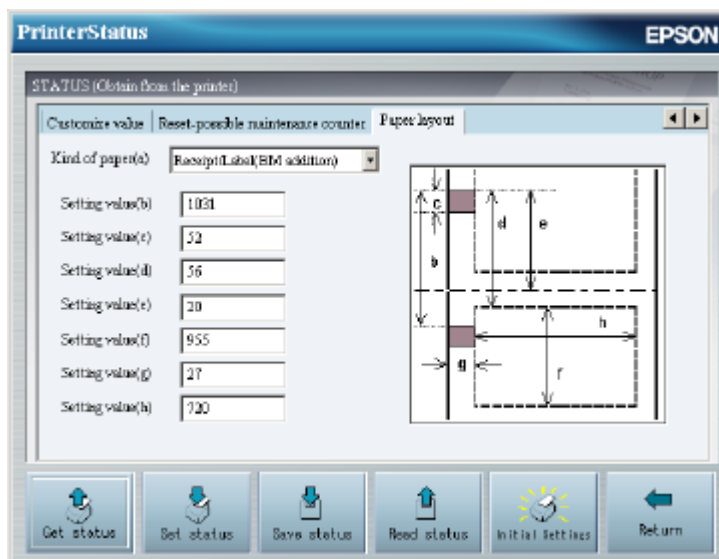 PrinterStatus
EPSON
STATUS (Obtain from the printer)
Customize value
Reset-possible maintenance counter
Paper layout
Kind of paper(a)
Receipt/Label(BM addition)
Setting value(b)
1031
Setting value(c)
52
Setting value(d)
56
Setting value(e)
20
Setting value(f)
955
Setting value(g)
27
Setting value(h)
720
c
d
e
b
h
g
f
Get status
Set status
Save status
Read status
Initial Settings
Return